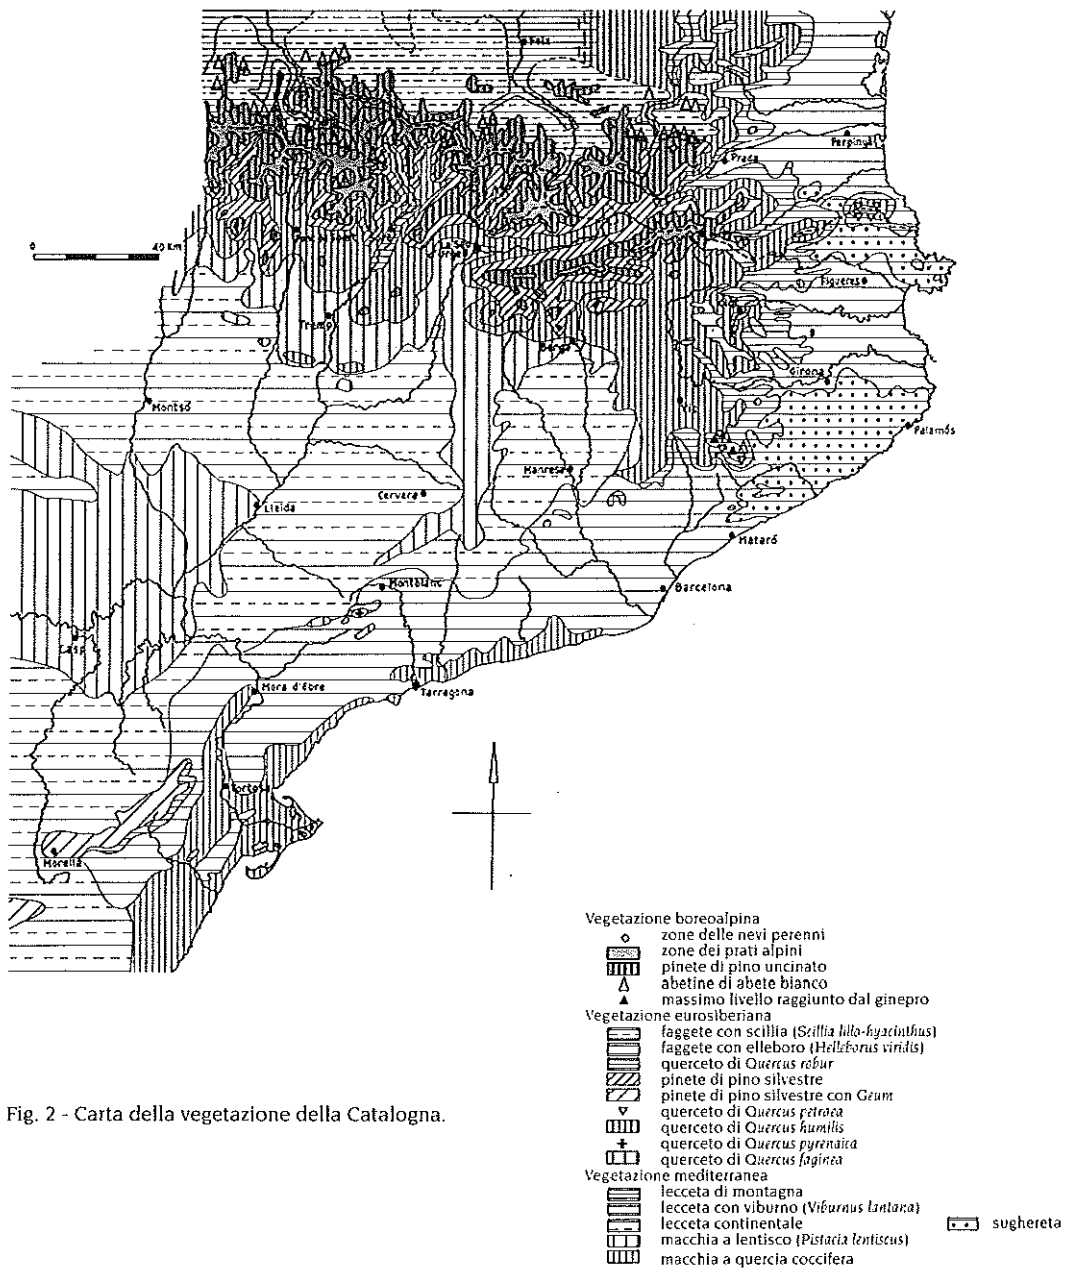 Foix
Perpinyà
Prada
0 40 Km
Figueres
Tremp
Berga
Girona
Montsó
Vic
Palamós
Manresa
Cervera
Lleida
Mataró
Montblanc
Barcelona
Casp
Mora d'Ebre
Tarragona
Tortosa
Morella
Vegetazione boreoalpina
zone delle nevi perenni
zone dei prati alpini
pinete di pino uncinato
abetine di abete bianco
massimo livello raggiunto dal ginepro
Vegetazione eurosiberiana
faggete con scillia (Scillia lilio-hyacinthus)
faggete con elleboro (Helleborus viridis)
querceto di Quercus robur
pinete di pino silvestre
pinete di pino silvestre con Geum
querceto di Quercus petraea
querceto di Quercus humilis
querceto di Quercus pyrenaica
querceto di Quercus faginea
Vegetazione mediterranea
lecceta di montagna
lecceta con viburno (Viburnus lantana)
lecceta continentale
macchia a lentisco (Pistacia lentiscus)
macchia a quercia coccifera
sughereta
Fig. 2 - Carta della vegetazione della Catalogna.